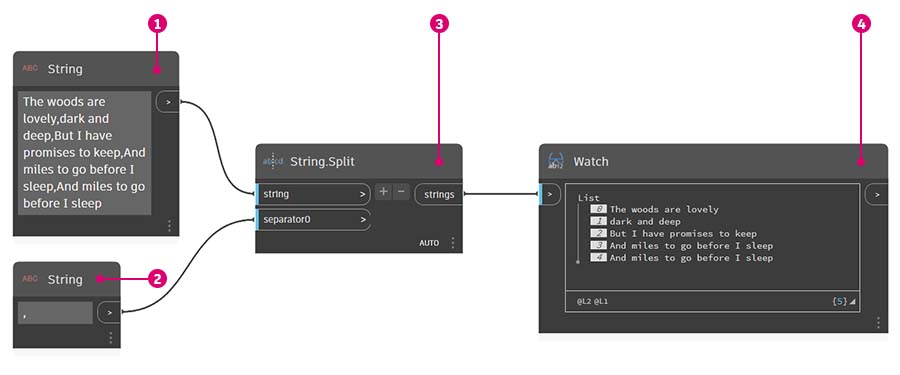 1
3
4
ABC String
The woods are
lovely,dark and
deep,But I have
promises to keep,And
miles to go before I
sleep,And miles to go
before I sleep
>
ab:cd String.Split
string >
+ -
strings
separator0 >
AUTO
Watch
>
>
List
0 The woods are lovely
1 dark and deep
2 But I have promises to keep
3 And miles to go before I sleep
4 And miles to go before I sleep
@L2 @L1
{5}
2
ABC String
,
>